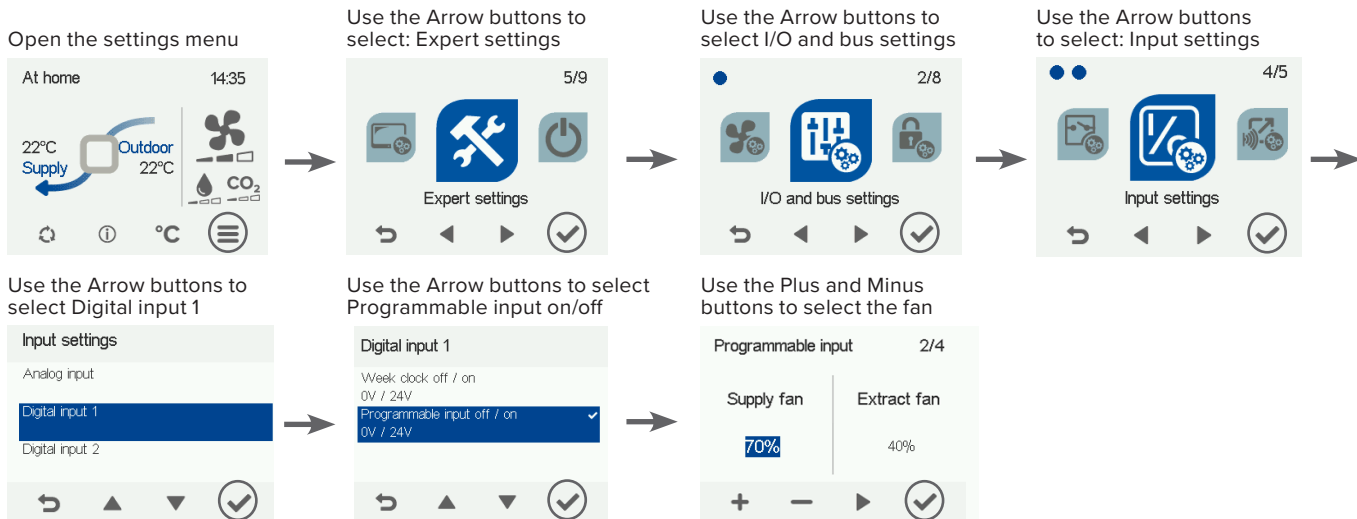 Open the settings menu
At home 14:35
22°C
Supply
Outdoor
22°C
CO2
°C
Use the Arrow buttons to
select: Expert settings
5/9
Expert settings
Use the Arrow buttons to
select I/O and bus settings
2/8
I/O and bus settings
Use the Arrow buttons
to select: Input settings
4/5
Input settings
Use the Arrow buttons to
select Digital input 1
Input settings
Analog input
Digital input 1
Digital input 2
Use the Arrow buttons to select
Programmable input on/off
Digital input 1
Week clock off / on
0V / 24V
Programmable input off / on
0V / 24V
Use the Plus and Minus
buttons to select the fan
Programmable input 2/4
Supply fan Extract fan
70% 40%